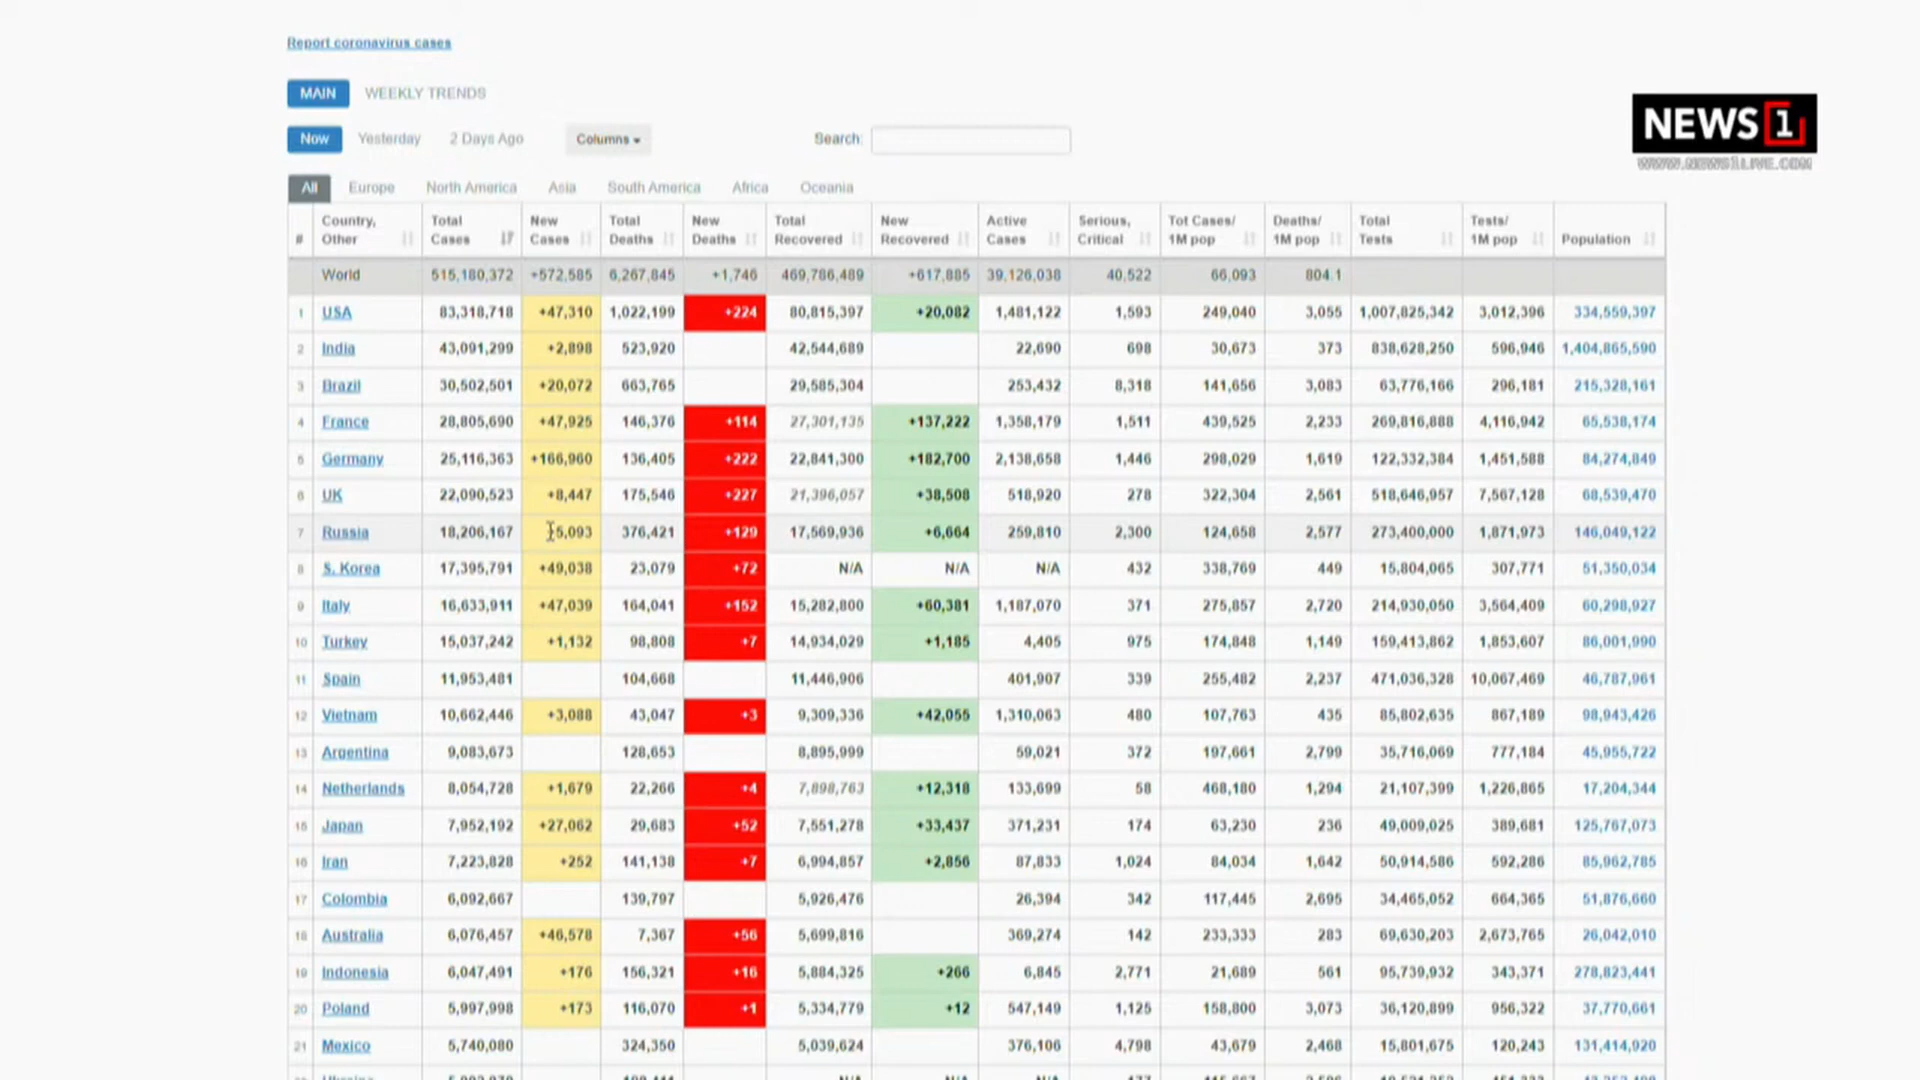 Report coronavirus cases
MAIN WEEKLY TRENDS
NEWS 1
WWW.NEWS1LIVE.COM
Now Yesterday 2 Days Ago Columns Search:
All Europe North America Asia South America Africa Oceania
# Country, Other Total Cases New Cases Total Deaths New Deaths Total Recovered New Recovered Active Cases Serious, Critical Tot Cases/ 1M pop Deaths/ 1M pop Total Tests Tests/ 1M pop Population
World 515,180,372 +572,585 6,267,845 +1,746 469,786,489 +617,885 39,126,038 40,522 66,093 804.1
1 USA 83,318,718 +47,310 1,022,199 +224 80,815,397 +20,082 1,481,122 1,593 249,040 3,055 1,007,825,342 3,012,396 334,559,397
2 India 43,091,299 +2,898 523,920 42,544,689 22,690 698 30,673 373 838,628,250 596,946 1,404,865,590
3 Brazil 30,502,501 +20,072 663,765 29,585,304 253,432 8,318 141,656 3,083 63,776,166 296,181 215,328,161
4 France 28,805,690 +47,925 146,376 +114 27,301,135 +137,222 1,358,179 1,511 439,525 2,233 269,816,888 4,116,942 65,538,174
5 Germany 25,116,363 +166,960 136,405 +222 22,841,300 +182,700 2,138,658 1,446 298,029 1,619 122,332,384 1,451,588 84,274,849
6 UK 22,090,523 +8,447 175,546 +227 21,396,057 +38,508 518,920 278 322,304 2,561 518,646,957 7,567,128 68,539,470
7 Russia 18,206,167 5,093 376,421 +129 17,569,936 +6,664 259,810 2,300 124,658 2,577 273,400,000 1,871,973 146,049,122
8 S. Korea 17,395,791 +49,038 23,079 +72 N/A N/A N/A 432 338,769 449 15,804,065 307,771 51,350,034
9 Italy 16,633,911 +47,039 164,041 +152 15,282,800 +60,381 1,187,070 371 275,857 2,720 214,930,050 3,564,409 60,298,927
10 Turkey 15,037,242 +1,132 98,808 +7 14,934,029 +1,185 4,405 975 174,848 1,149 159,413,862 1,853,607 86,001,990
11 Spain 11,953,481 104,668 11,446,906 401,907 339 255,482 2,237 471,036,328 10,067,469 46,787,961
12 Vietnam 10,662,446 +3,088 43,047 +3 9,309,336 +42,055 1,310,063 480 107,763 435 85,802,635 867,189 98,943,426
13 Argentina 9,083,673 128,653 8,895,999 59,021 372 197,661 2,799 35,716,069 777,184 45,955,722
14 Netherlands 8,054,728 +1,679 22,266 +4 7,898,763 +12,318 133,699 58 468,180 1,294 21,107,399 1,226,865 17,204,344
15 Japan 7,952,192 +27,062 29,683 +52 7,551,278 +33,437 371,231 174 63,230 236 49,009,025 389,681 125,767,073
16 Iran 7,223,828 +252 141,138 +7 6,994,857 +2,856 87,833 1,024 84,034 1,642 50,914,586 592,286 85,962,785
17 Colombia 6,092,667 139,797 5,926,476 26,394 342 117,445 2,695 34,465,052 664,365 51,876,660
18 Australia 6,076,457 +46,578 7,367 +56 5,699,816 369,274 142 233,333 283 69,630,203 2,673,765 26,042,010
19 Indonesia 6,047,491 +176 156,321 +16 5,884,325 +266 6,845 2,771 21,689 561 95,739,932 343,371 278,823,441
20 Poland 5,997,998 +173 116,070 +1 5,334,779 +12 547,149 1,125 158,800 3,073 36,120,899 956,322 37,770,661
21 Mexico 5,740,080 324,350 5,039,624 376,106 4,798 43,679 2,468 15,801,675 120,243 131,414,920